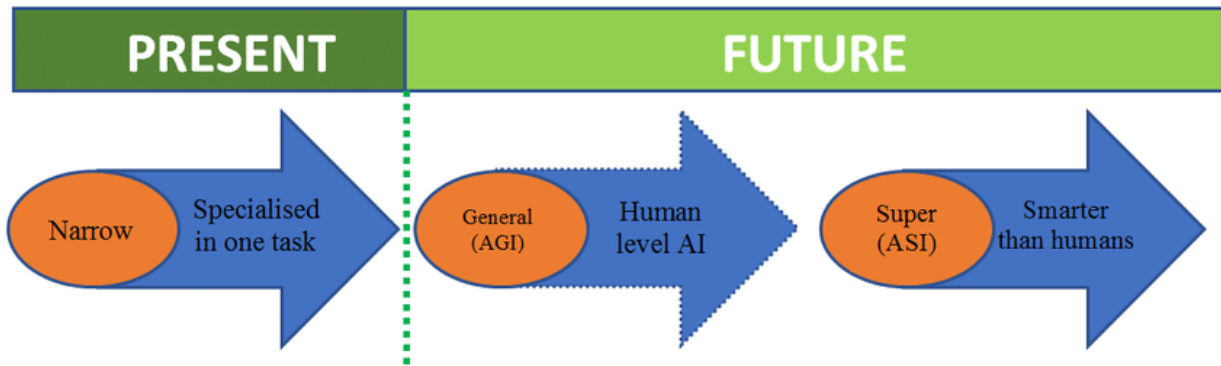 PRESENT
FUTURE
Narrow
Specialised
in one task
General
(AGI)
Human
level AI
Super
(ASI)
Smarter
than humans